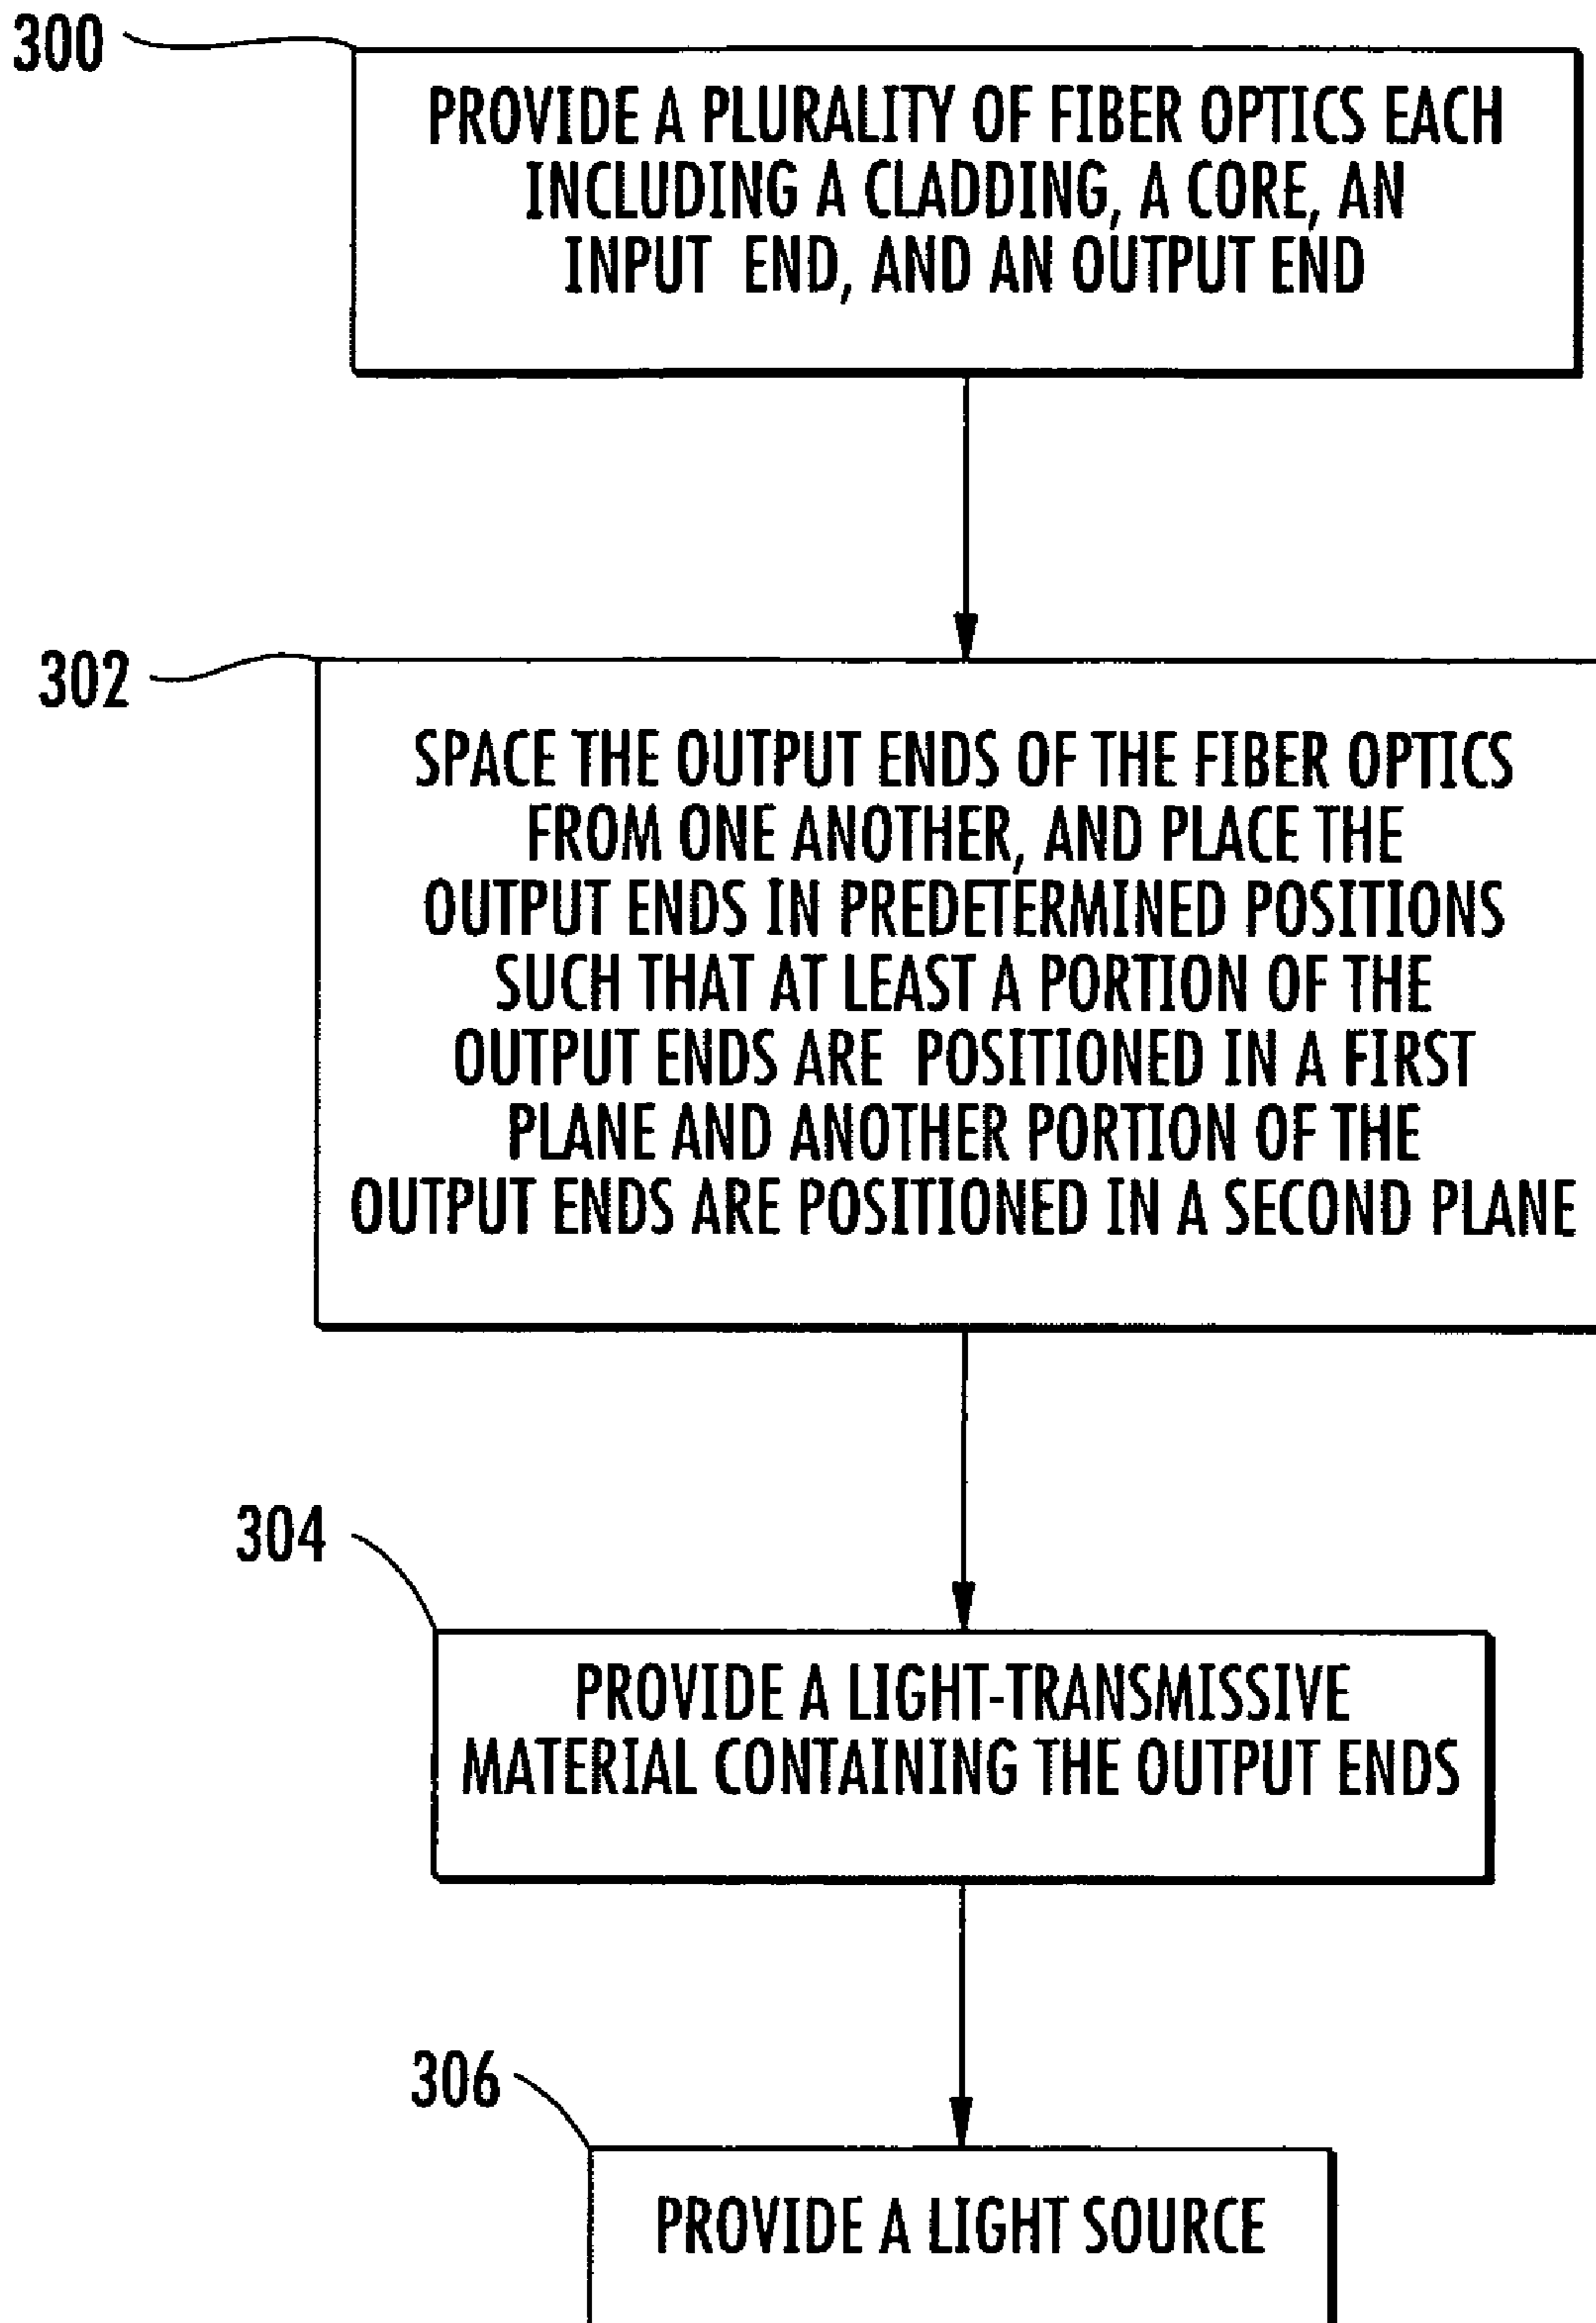 300
PROVIDE A PLURALITY OF FIBER OPTICS EACH
INCLUDING A CLADDING, A CORE, AN
INPUT END, AND AN OUTPUT END
302
SPACE THE OUTPUT ENDS OF THE FIBER OPTICS
FROM ONE ANOTHER, AND PLACE THE
OUTPUT ENDS IN PREDETERMINED POSITIONS
SUCH THAT AT LEAST A PORTION OF THE
OUTPUT ENDS ARE POSITIONED IN A FIRST
PLANE AND ANOTHER PORTION OF THE
OUTPUT ENDS ARE POSITIONED IN A SECOND PLANE
304
PROVIDE A LIGHT-TRANSMISSIVE
MATERIAL CONTAINING THE OUTPUT ENDS
306
PROVIDE A LIGHT SOURCE